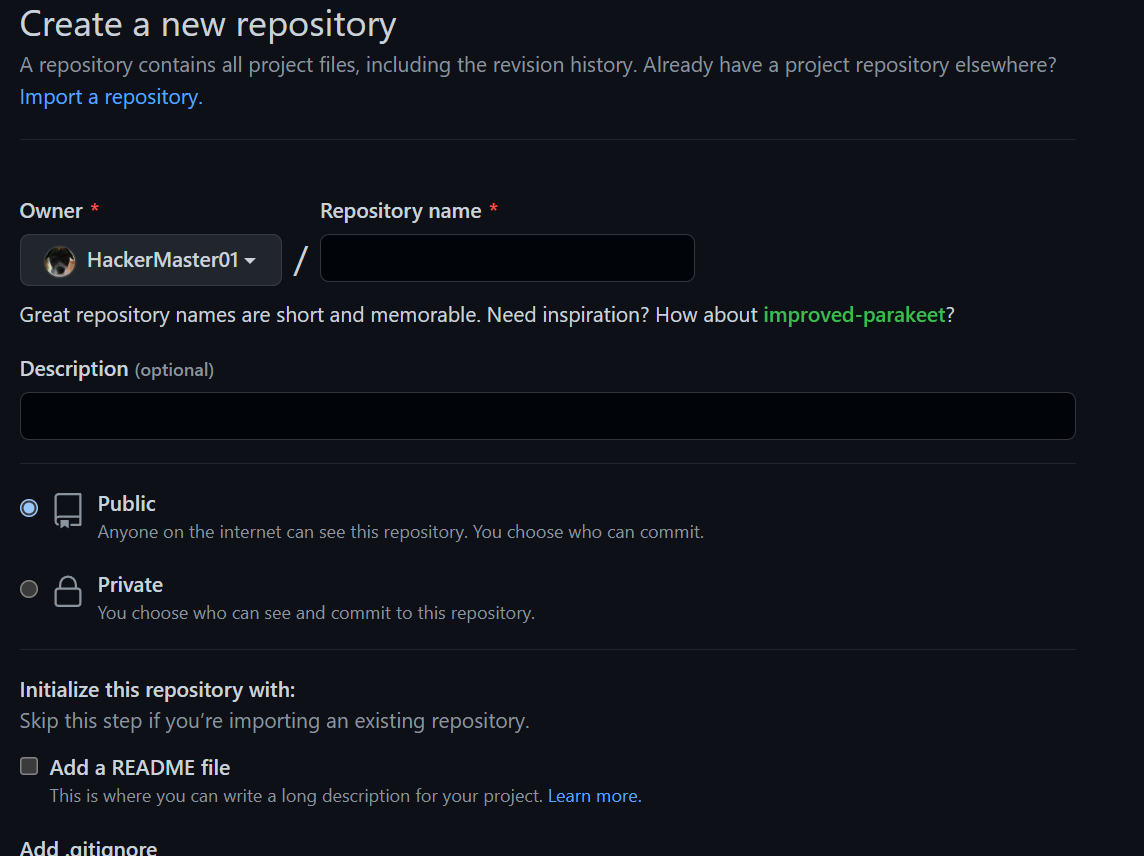 Create a new repository
A repository contains all project files, including the revision history. Already have a project repository elsewhere?
Import a repository.
Owner * Repository name *
HackerMaster01 /
Great repository names are short and memorable. Need inspiration? How about improved-parakeet?
Description (optional)
Public
Anyone on the internet can see this repository. You choose who can commit.
Private
You choose who can see and commit to this repository.
Initialize this repository with:
Skip this step if you’re importing an existing repository.
Add a README file
This is where you can write a long description for your project. Learn more.
Add .gitignore